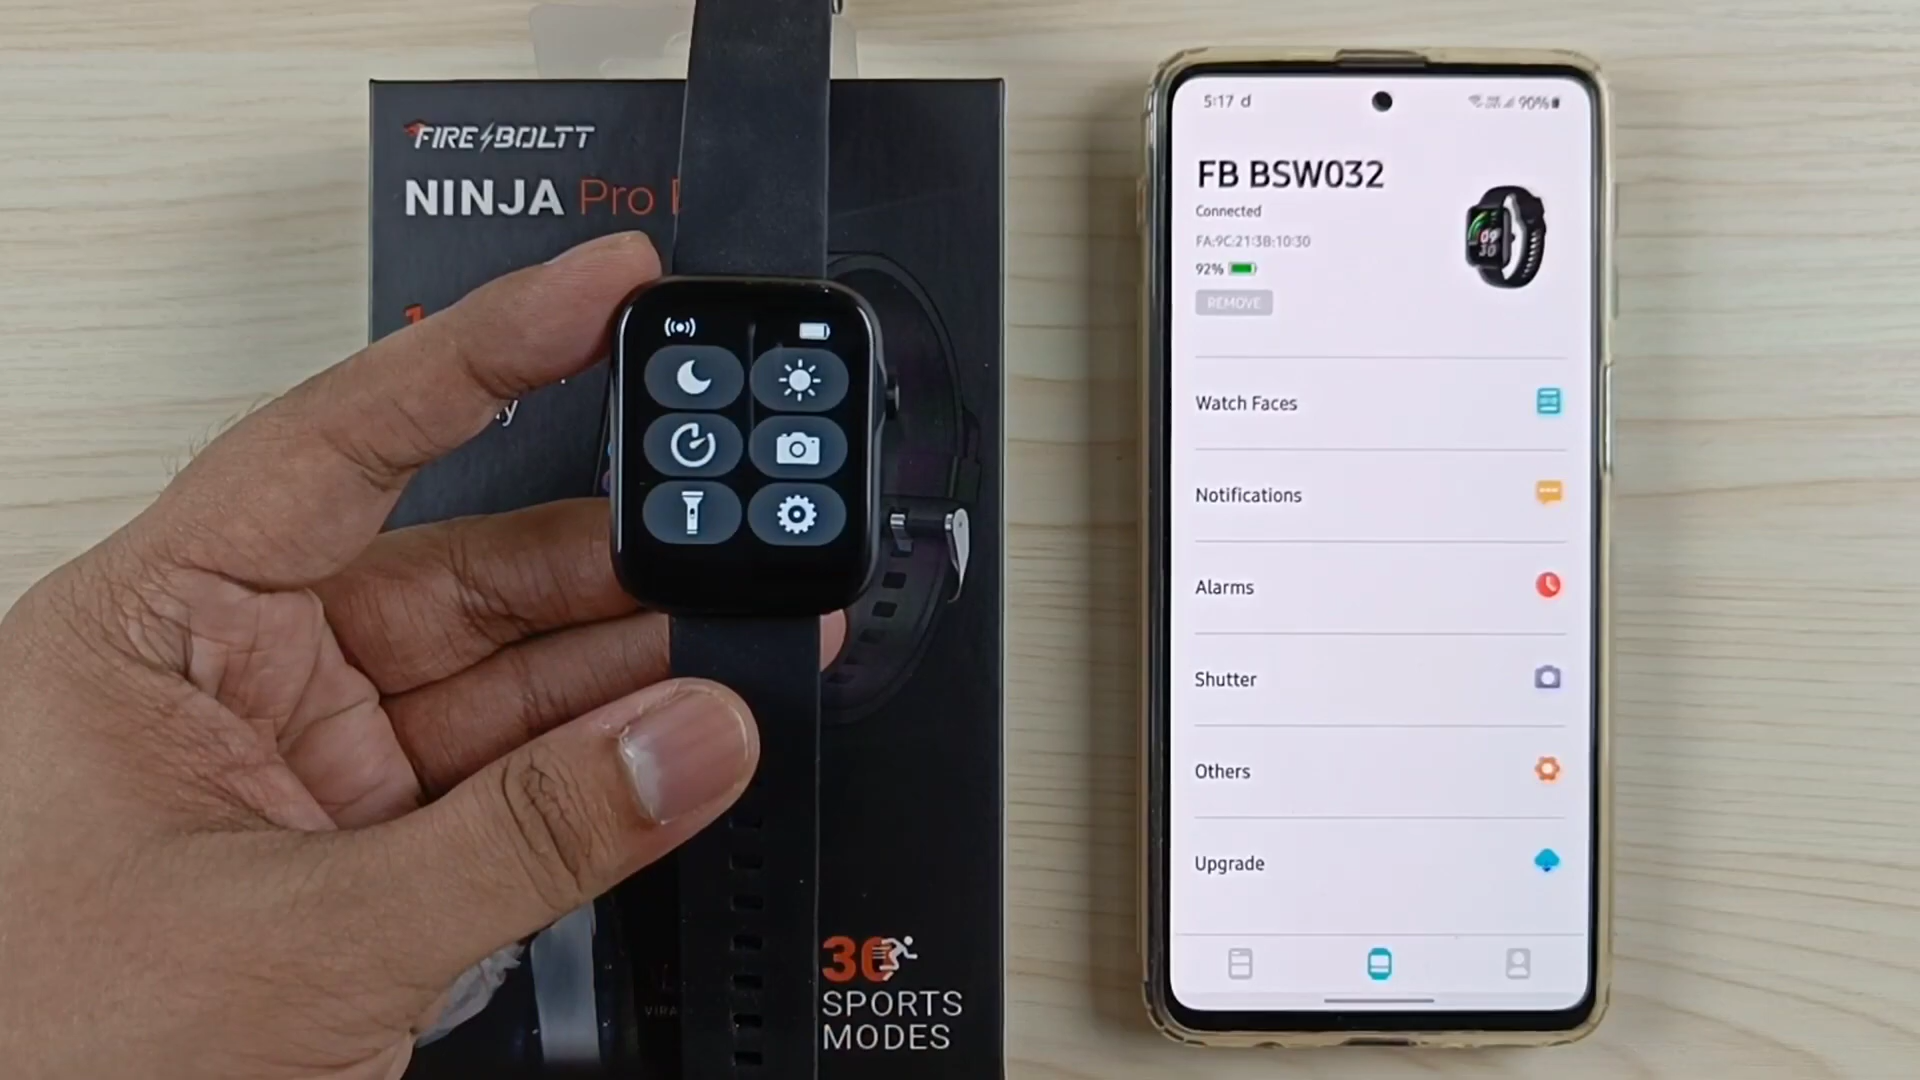 FIRE BOLTT
NINJA Pro
30
SPORTS
MODES
5:17 d
90%
FB BSW032
Connected
FA:9C:21:3B:10:30
92%
REMOVE
Watch Faces
Notifications
Alarms
Shutter
Others
Upgrade